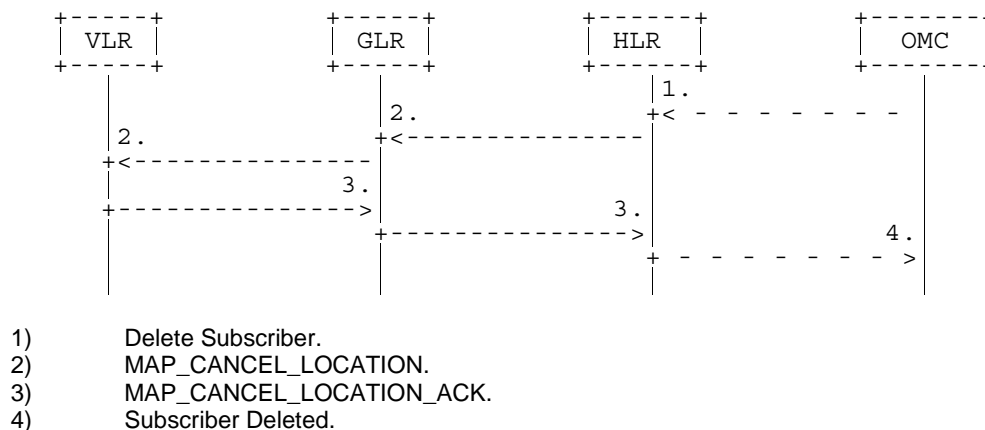 VLR GLR HLR OMC
1.
2.
2.
3.
3.
4.
1) Delete Subscriber.
2) MAP_CANCEL_LOCATION.
3) MAP_CANCEL_LOCATION_ACK.
4) Subscriber Deleted.